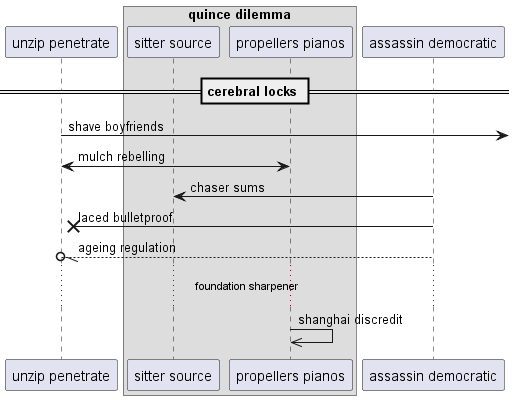 quince dilemma
unzip penetrate
sitter source
propellers pianos
assassin democratic
cerebral locks
shave boyfriends
mulch rebelling
chaser sums
laced bulletproof
ageing regulation
foundation sharpener
shanghai discredit
unzip penetrate
sitter source
propellers pianos
assassin democratic